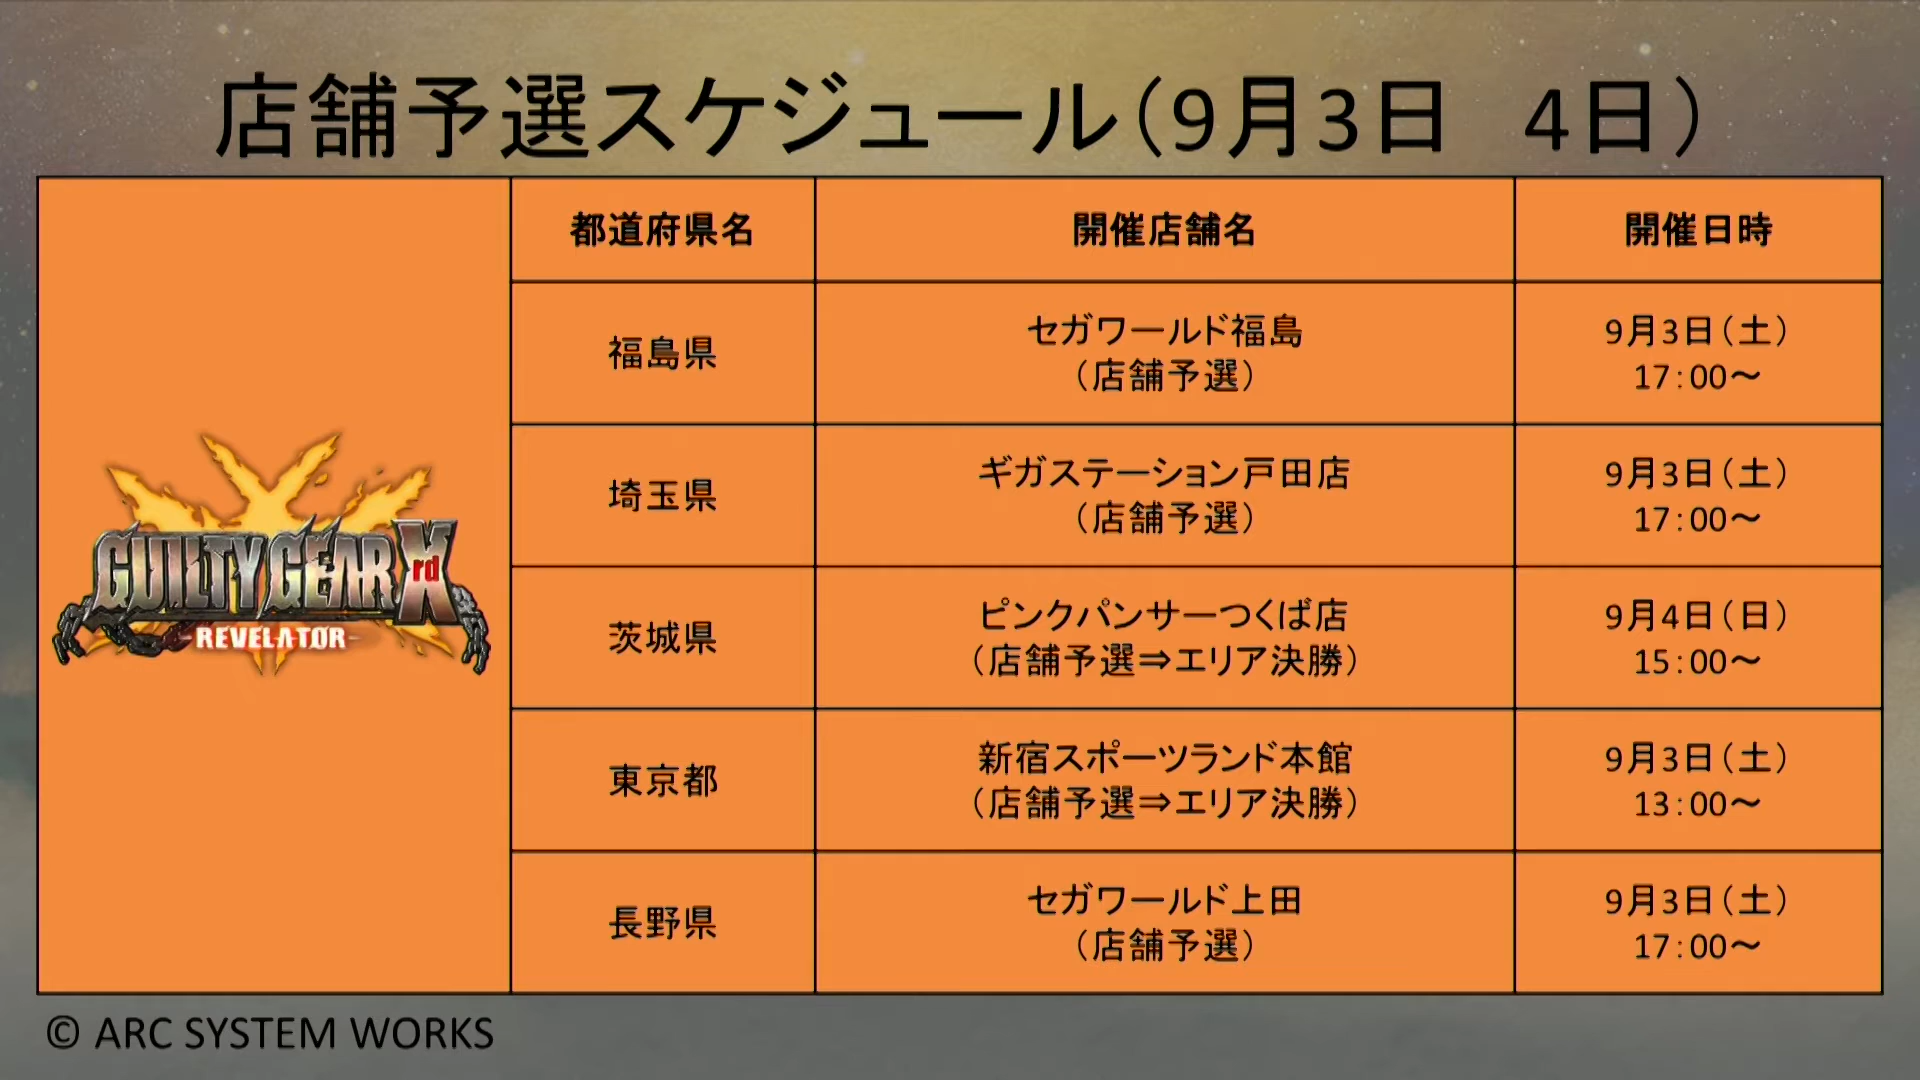 店舗予選スケジュール（9月3日　4日）
都道府県名
開催店舗名
開催日時
福島県
セガワールド福島
（店舗予選）
9月3日（土）
17：00～
埼玉県
ギガステーション戸田店
（店舗予選）
9月3日（土）
17：00～
GUILTY GEAR Xrd
-REVELATOR-
茨城県
ピンクパンサーつくば店
（店舗予選⇒エリア決勝）
9月4日（日）
15：00～
東京都
新宿スポーツランド本館
（店舗予選⇒エリア決勝）
9月3日（土）
13：00～
長野県
セガワールド上田
（店舗予選）
9月3日（土）
17：00～
© ARC SYSTEM WORKS